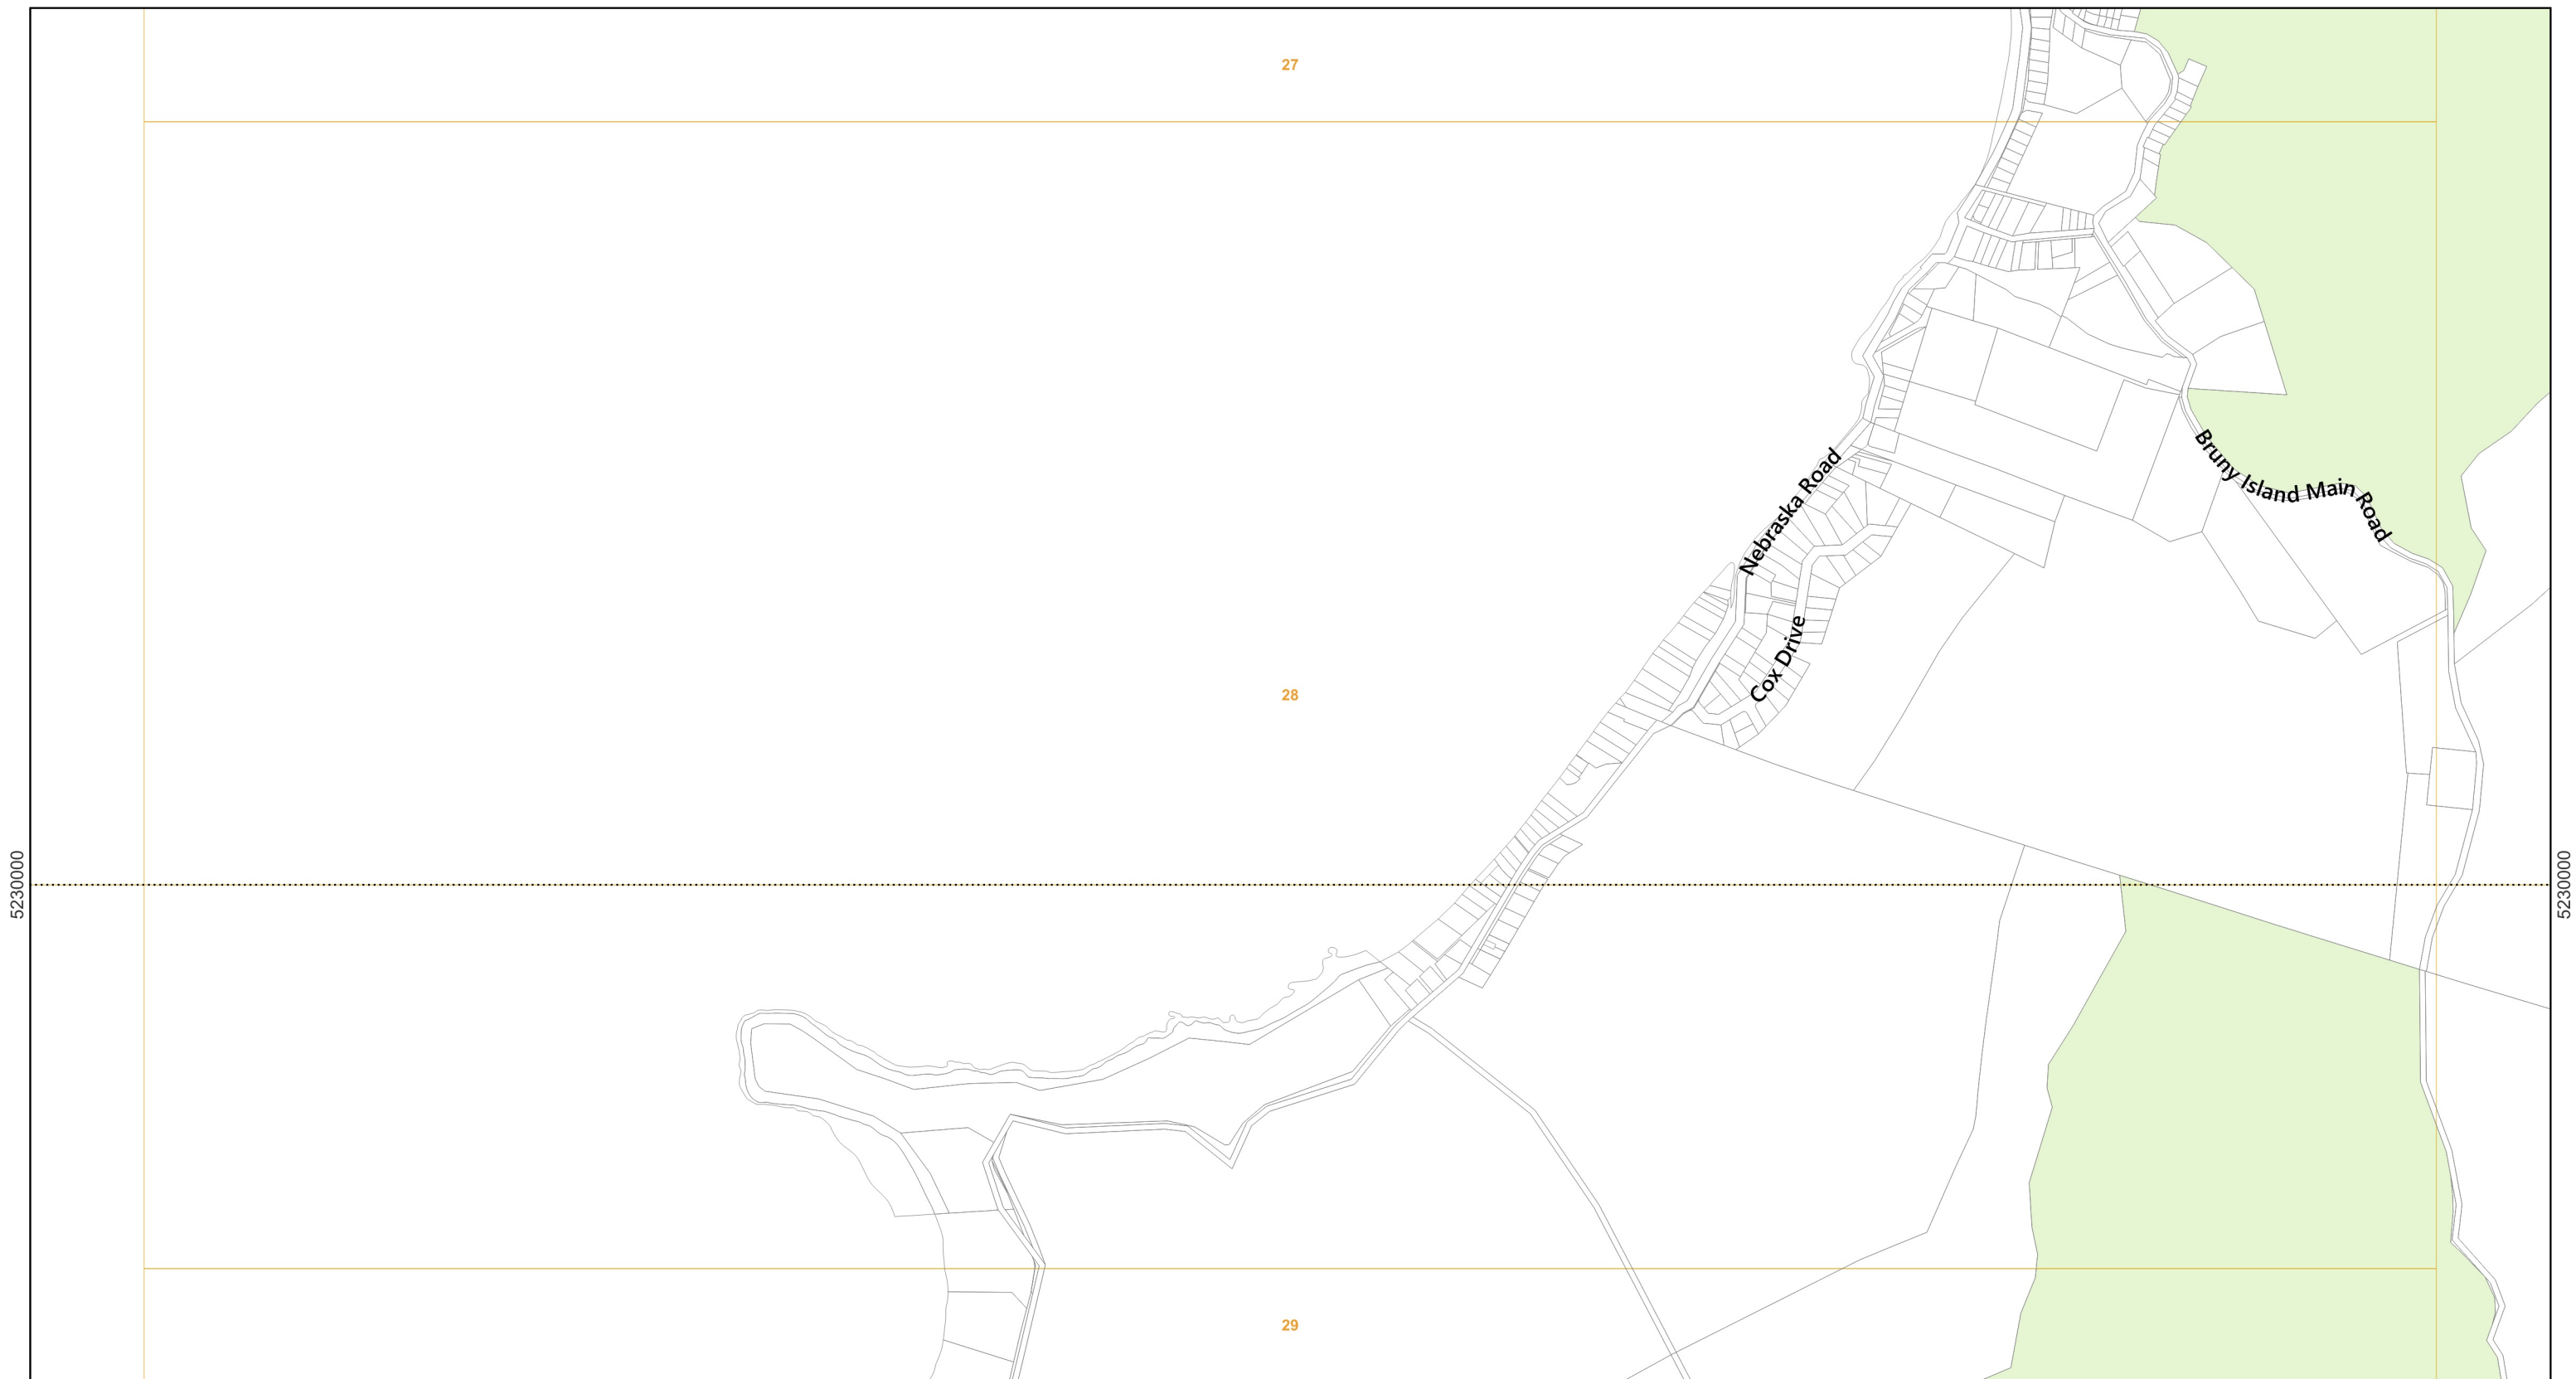 27
Nebraska Road
Bruny Island Main Road
Cox Drive
28
5230000
5230000
29